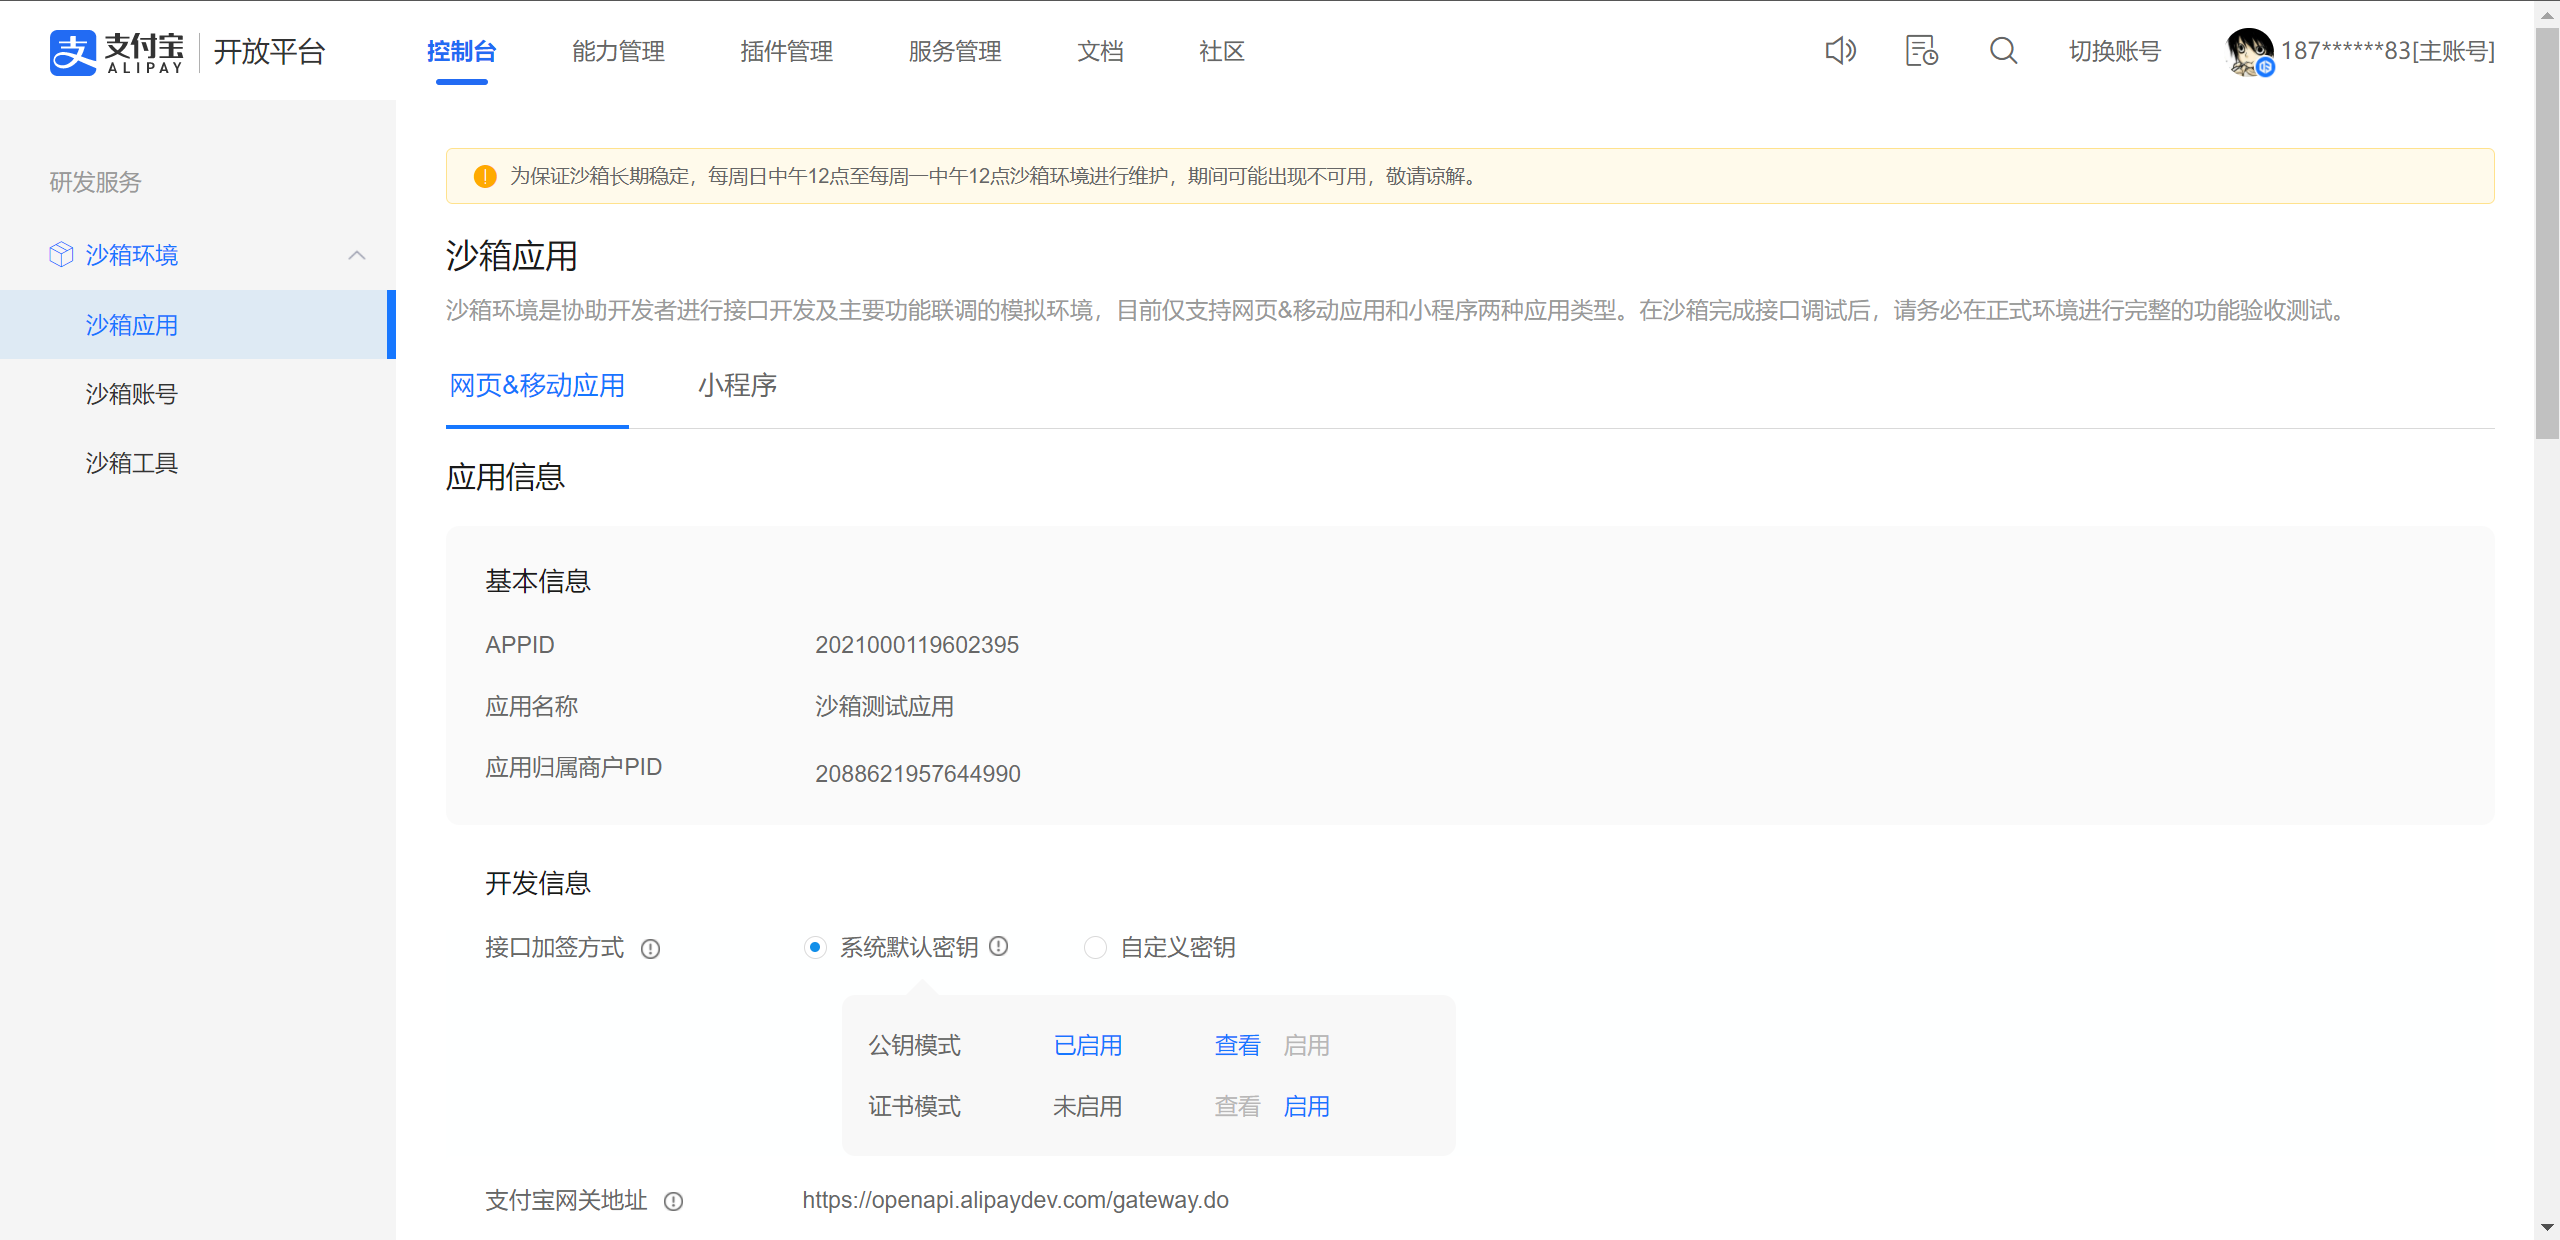 支付宝 ALIPAY 开放平台 控制台 能力管理 插件管理 服务管理 文档 社区 切换账号 187******83[主账号]
研发服务
沙箱环境
沙箱应用
沙箱账号
沙箱工具
为保证沙箱长期稳定，每周日中午12点至每周一中午12点沙箱环境进行维护，期间可能出现不可用，敬请谅解。
沙箱应用
沙箱环境是协助开发者进行接口开发及主要功能联调的模拟环境，目前仅支持网页&移动应用和小程序两种应用类型。在沙箱完成接口调试后，请务必在正式环境进行完整的功能验收测试。
网页&移动应用 小程序
应用信息
基本信息
APPID 2021000119602395
应用名称 沙箱测试应用
应用归属商户PID 2088621957644990
开发信息
接口加签方式 系统默认密钥 自定义密钥
公钥模式 已启用 查看 启用
证书模式 未启用 查看 启用
支付宝网关地址 https://openapi.alipaydev.com/gateway.do